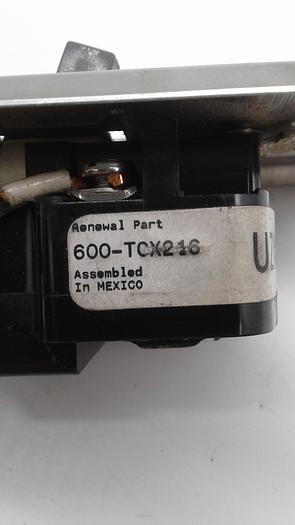 Renewal Part
600-TOX216
Assembled
In MEXICO